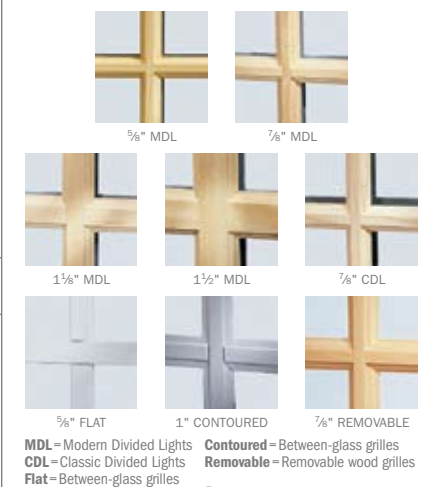 ⅝" MDL
⅞" MDL
1⅛" MDL
1½" MDL
⅞" CDL
⅝" FLAT
1" CONTOURED
⅞" REMOVABLE
MDL=Modern Divided Lights Contoured=Between-glass grilles
CDL=Classic Divided Lights Removable=Removable wood grilles
Flat=Between-glass grilles